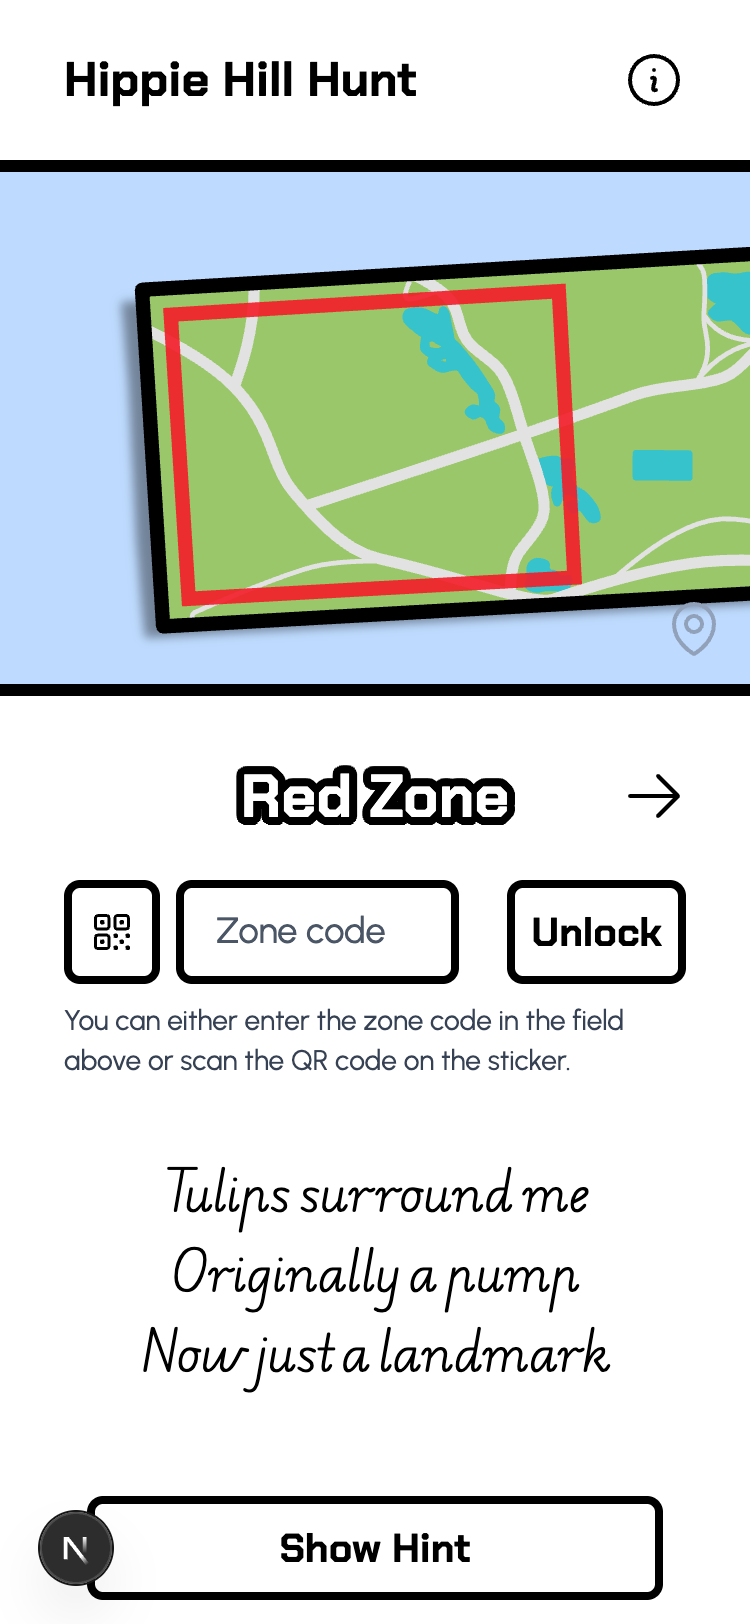 Hippie Hill Hunt
i
Red Zone
Zone code
Unlock
You can either enter the zone code in the field
above or scan the QR code on the sticker.
Tulips surround me
Originally a pump
Now just a landmark
Show Hint
N